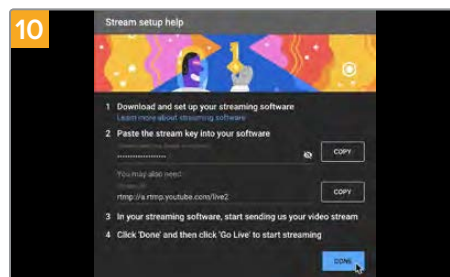 10
Stream setup help
1 Download and set up your streaming software
Learn more about streaming software
2 Paste the stream key into your software
COPY
You may also need
rtmp://a.rtmp.youtube.com/live2
COPY
3 In your streaming software, start sending us your video stream
4 Click 'Done' and then click 'Go Live' to start streaming
DONE